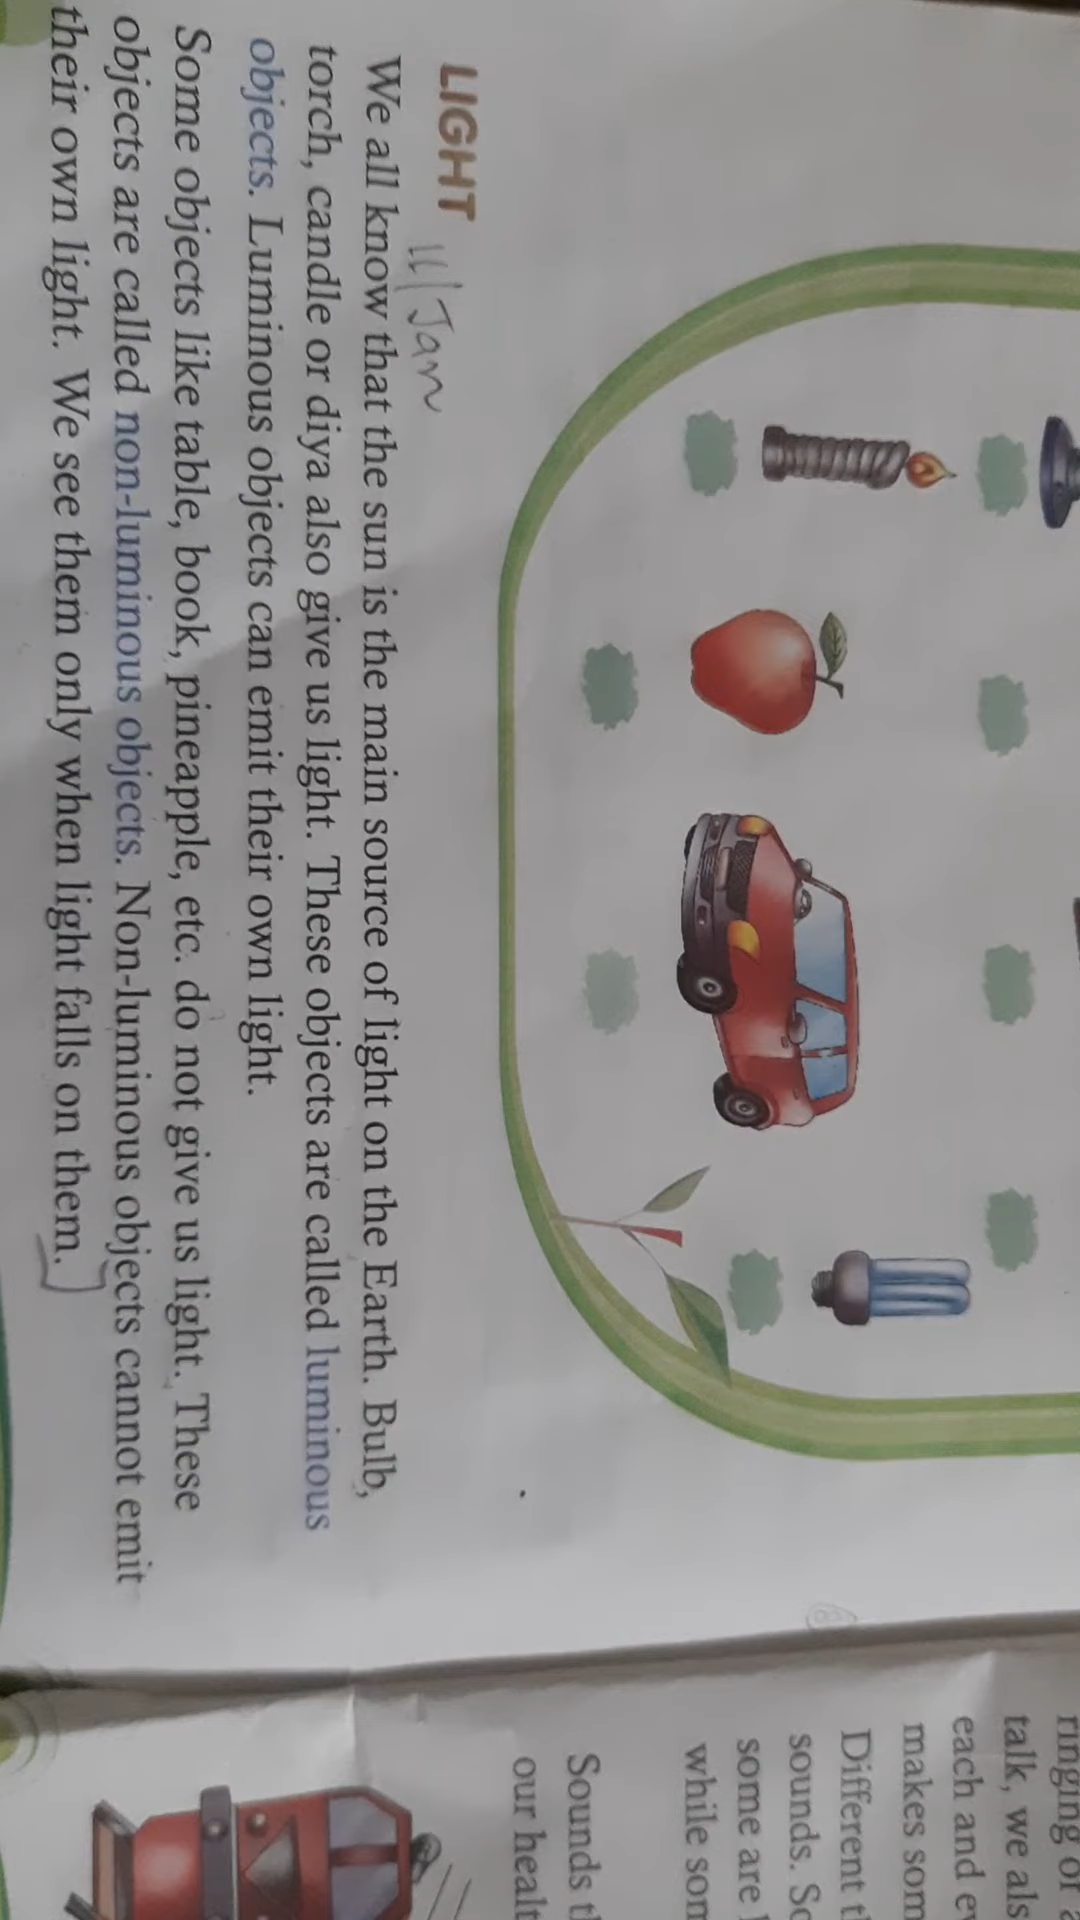 LIGHT
11/Jan
We all know that the sun is the main source of light on the Earth. Bulb,
torch, candle or diya also give us light. These objects are called luminous
objects. Luminous objects can emit their own light.
Some objects like table, book, pineapple, etc. do not give us light. These
objects are called non-luminous objects. Non-luminous objects cannot emit
their own light. We see them only when light falls on them.
ringing of a
talk, we als
each and ev
makes som
Different t
sounds. So
some are
while som
Sounds t
our healt